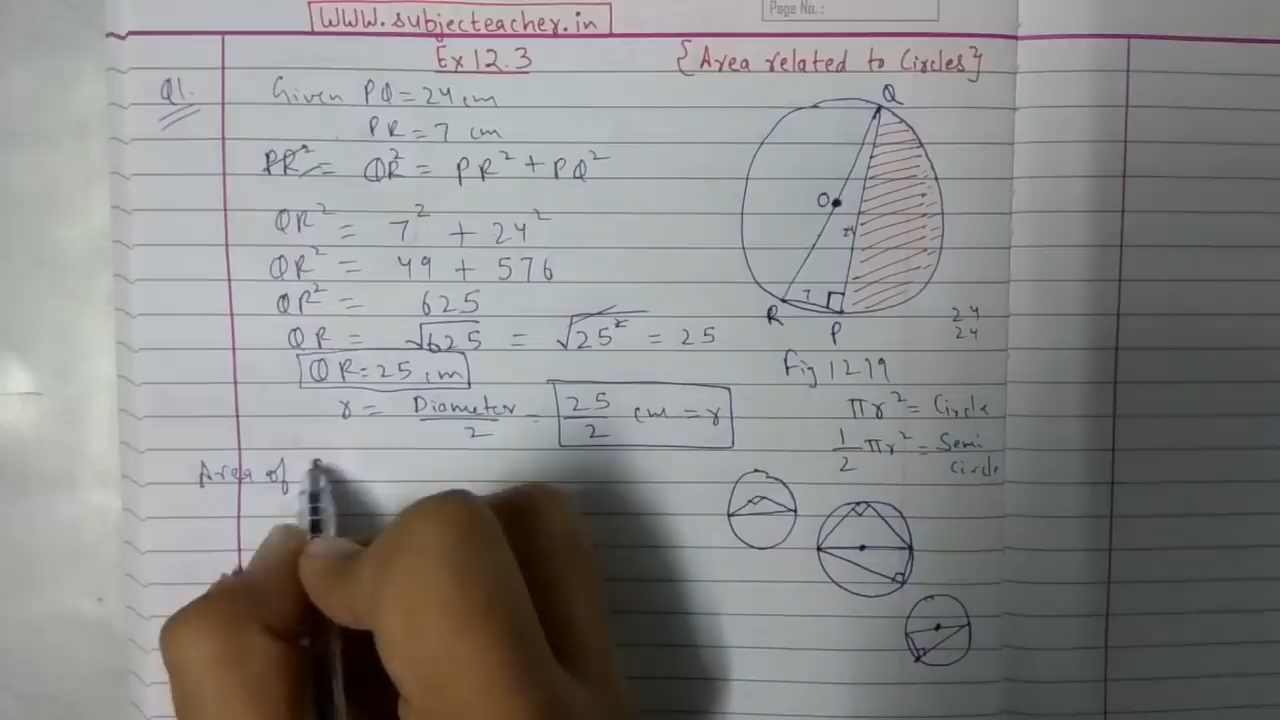 Page No.:
WWW.subjecteacher.in
Ex 12.3 {Area related to Circles}
Q1. Given PQ = 24 cm
PR = 7 cm
PR² = QR² = PR² + PQ²
QR² = 7² + 24²
QR² = 49 + 576
QR² = 625
QR = √625 = √25² = 25
QR = 25 cm
r = Diameter/2 = 25/2 cm = r
Area of
Q
O
24
7
R
P
24
24
Fig 12 19
πr² = Circle
1/2 πr² = Semi circle